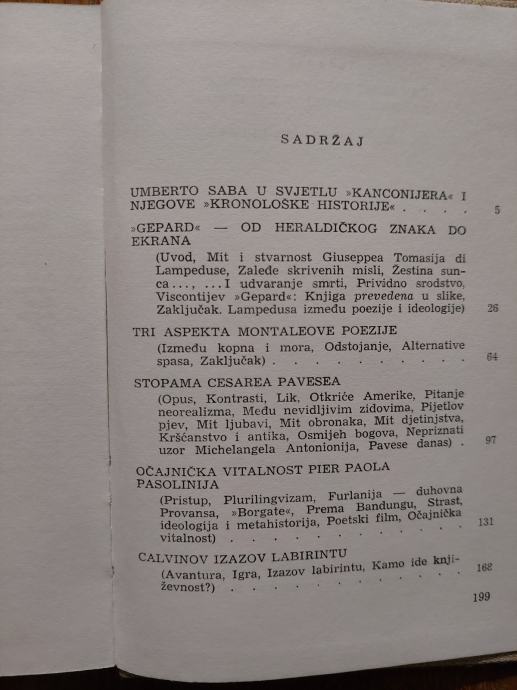 SADRŽAJ
UMBERTO SABA U SVJETLU »KANCONIJERA« I
NJEGOVE »KRONOLOŠKE HISTORIJE« . . . . 5
»GEPARD« — OD HERALDIČKOG ZNAKA DO
EKRANA
(Uvod, Mit i stvarnost Giuseppea Tomasija di
Lampeduse, Zaleđe skrivenih misli, Žestina sun-
ca..., ...I udvaranje smrti, Prividno srodstvo,
Viscontijev »Gepard«: Knjiga prevedena u slike,
Zaključak. Lampedusa između poezije i ideologije) 26
TRI ASPEKTA MONTALEOVE POEZIJE
(Između kopna i mora, Odstojanje, Alternative
spasa, Zaključak) . . . . . . . . . . 64
STOPAMA CESAREA PAVESEA
(Opus, Kontrasti, Lik, Otkriće Amerike, Pitanje
neorealizma, Među nevidljivim zidovima, Pijetlov
pjev, Mit ljubavi, Mit obronaka, Mit djetinjstva,
Kršćanstvo i antika, Osmijeh bogova, Nepriznati
uzor Michelangela Antonionija, Pavese danas) . 97
OČAJNIČKA VITALNOST PIER PAOLA
PASOLINIJA
(Pristup, Plurilingvizam, Furlanija — duhovna
Provansa, »Borgate«, Prema Bandungu, Strast,
ideologija i metahistorija, Poetski film, Očajnička
vitalnost) . . . . . . . . . . . 131
CALVINOV IZAZOV LABIRINTU
(Avantura, Igra, Izazov labirintu, Kamo ide knji-
ževnost?) . . . . . . . . . . . 168
199